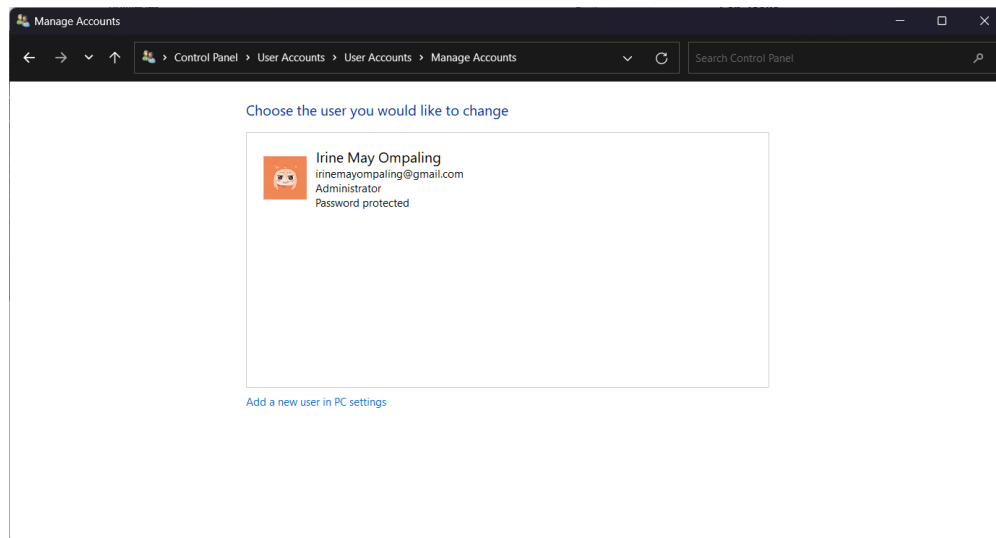 Manage Accounts
Control Panel > User Accounts > User Accounts > Manage Accounts
Search Control Panel
Choose the user you would like to change
Irine May Ompaling
irinemayompaling@gmail.com
Administrator
Password protected
Add a new user in PC settings